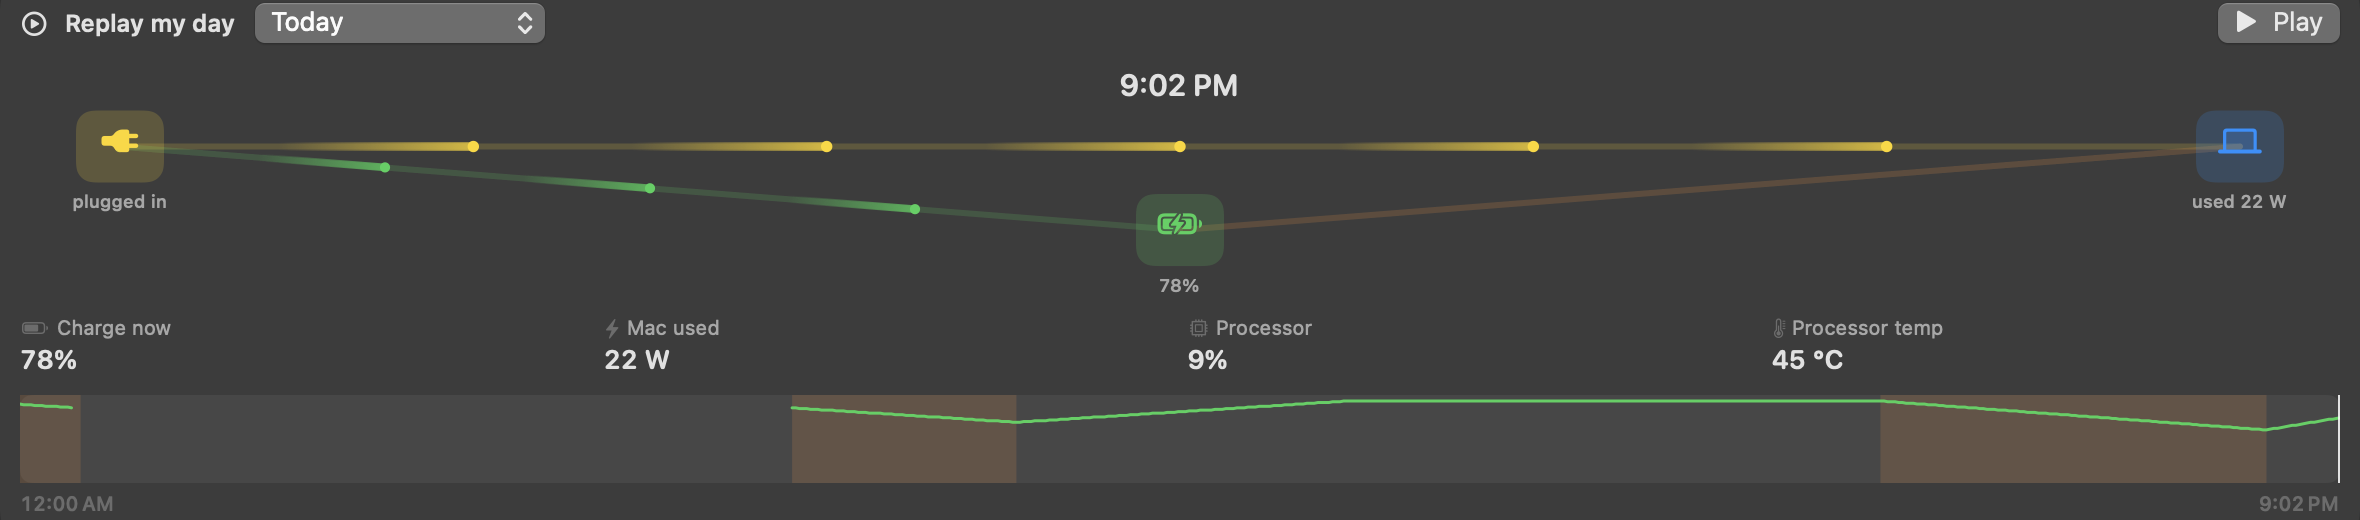 Replay my day
Today
Play
9:02 PM
plugged in
used 22 W
78%
Charge now
78%
Mac used
22 W
Processor
9%
Processor temp
45 °C
12:00 AM
9:02 PM